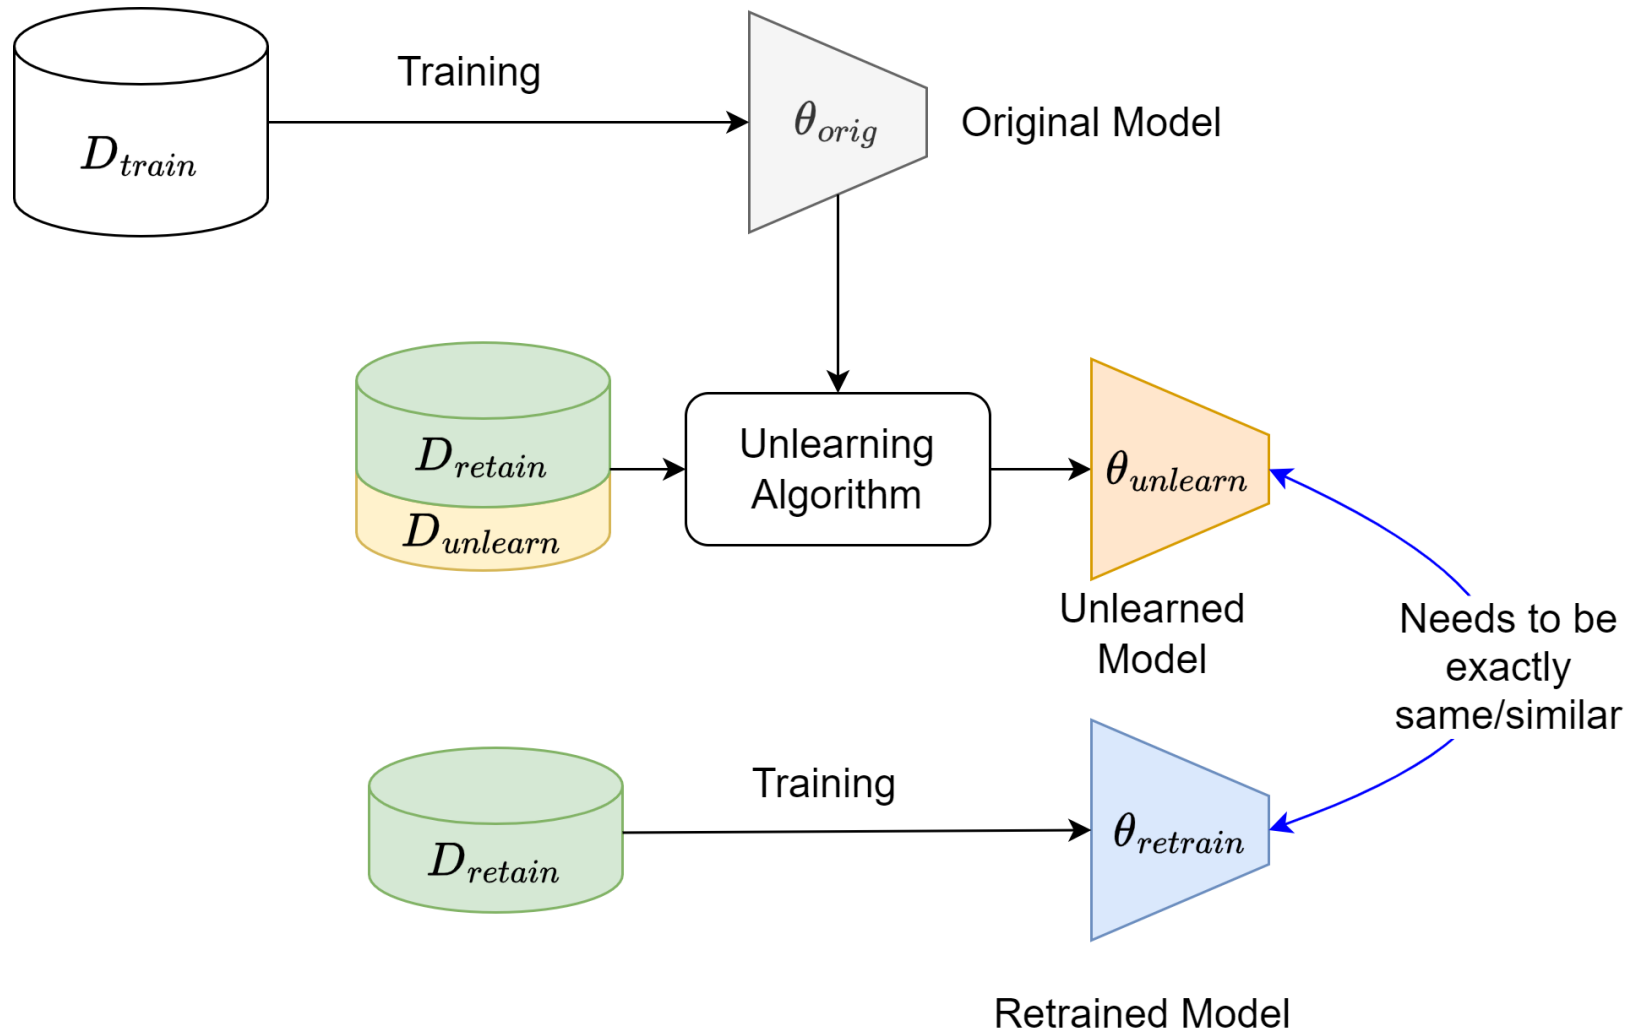 Training
D_train
θ_orig
Original Model
D_retain
D_unlearn
Unlearning
Algorithm
θ_unlearn
Unlearned
Model
Needs to be
exactly
same/similar
Training
D_retain
θ_retrain
Retrained Model